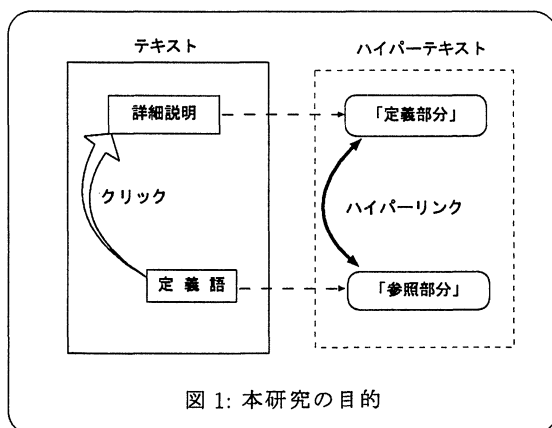 テキスト
ハイパーテキスト
詳細説明
「定義部分」
クリック
ハイパーリンク
定義語
「参照部分」
図 1: 本研究の目的